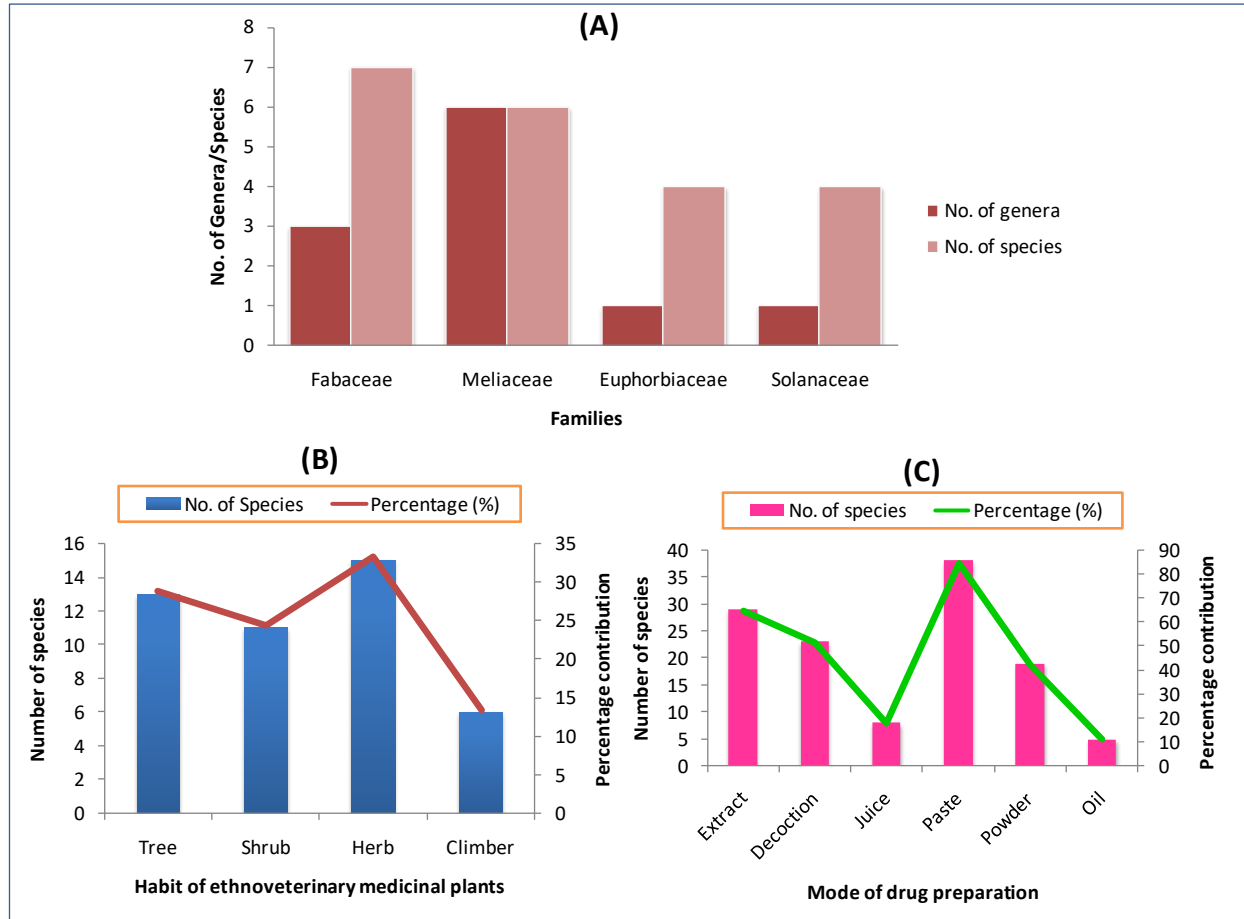 (A)
No. of Genera/Species
8
7
6
5
4
3
2
1
0
Fabaceae Meliaceae Euphorbiaceae Solanaceae
Families
No. of genera
No. of species
(B)
No. of Species Percentage (%)
Number of species
16
14
12
10
8
6
4
2
0
35
30
25
20
15
10
5
0
Percentage contribution
Tree Shrub Herb Climber
Habit of ethnoveterinary medicinal plants
(C)
No. of species Percentage (%)
Number of species
40
35
30
25
20
15
10
5
0
90
80
70
60
50
40
30
20
10
0
Percentage contribution
Extract Decoction Juice Paste Powder Oil
Mode of drug preparation